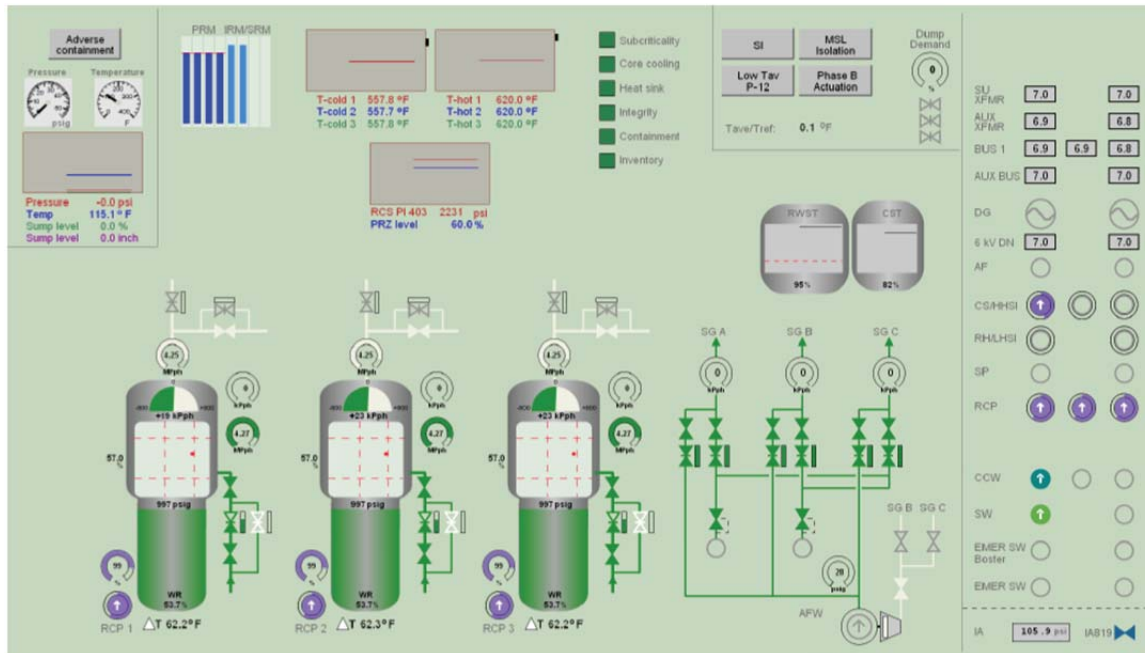 Adverse
containment
Pressure
Temperature
psig
F
Pressure -0.0 psi
Temp 115.1 ° F
Sump level 0.0 %
Sump level 0.0 inch
PRM IRM/SRM
T-cold 1 557.8 °F
T-cold 2 557.7 °F
T-cold 3 557.8 °F
T-hot 1 620.0 °F
T-hot 2 620.0 °F
T-hot 3 620.0 °F
RCS PI 403 2231 psi
PRZ level 60.0 %
Subcriticality
Core cooling
Heat sink
Integrity
Containment
Inventory
SI
MSL
Isolation
Low Tav
P-12
Phase B
Actuation
Tave/Tref: 0.1 °F
Dump
Demand
0
%
RWST
95%
CST
82%
4.25
MPph
+19 kPph
0
kPph
4.27
MPph
57.0
%
997 psig
99
%
WR
53.7%
RCP 1
△T 62.2°F
4.25
MPph
+23 kPph
0
kPph
4.27
MPph
57.0
%
997 psig
99
%
WR
53.7%
RCP 2
△T 62.3°F
4.25
MPph
+23 kPph
0
kPph
4.27
MPph
57.0
%
997 psig
99
%
WR
53.7%
RCP 3
△T 62.2°F
SG A
SG B
SG C
0
kPph
0
kPph
0
kPph
SG B
SG C
28
psig
AFW
SU
XFMR
7.0
7.0
AUX
XFMR
6.9
6.8
BUS 1
6.9
6.9
6.8
AUX BUS
7.0
7.0
DG
6 kV DN
7.0
7.0
AF
CS/HHSI
RH/LHSI
SP
RCP
CCW
SW
EMER SW
Boster
EMER SW
IA
105.9 psi
IA819